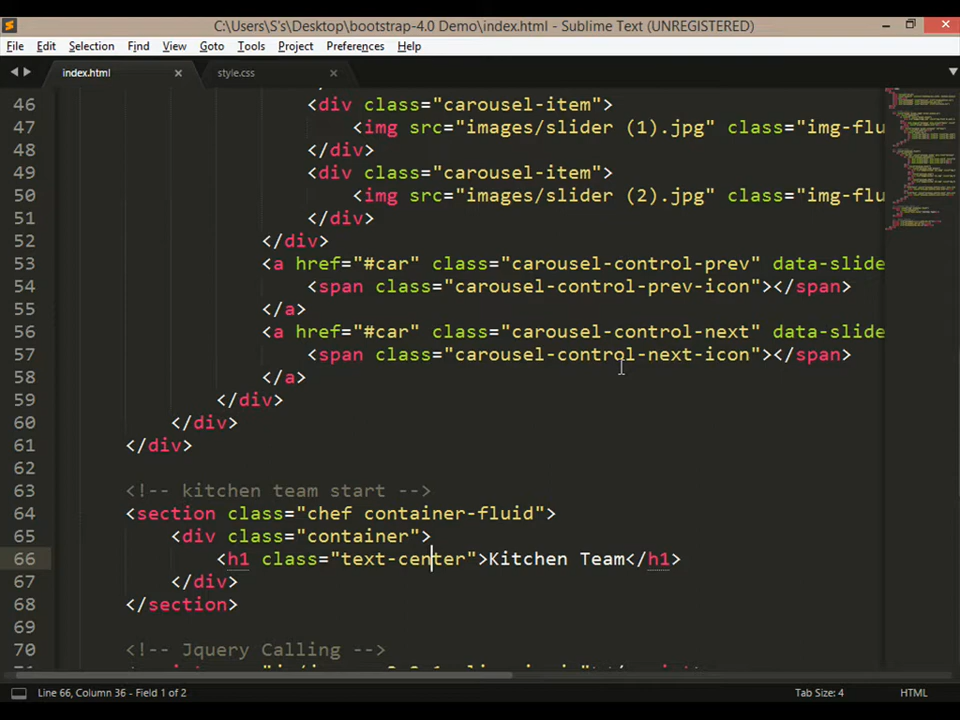 C:\Users\S's\Desktop\bootstrap-4.0 Demo\index.html - Sublime Text (UNREGISTERED)
File Edit Selection Find View Goto Tools Project Preferences Help
index.html style.css
46 <div class="carousel-item">
47 <img src="images/slider (1).jpg" class="img-flu
48 </div>
49 <div class="carousel-item">
50 <img src="images/slider (2).jpg" class="img-flu
51 </div>
52 </div>
53 <a href="#car" class="carousel-control-prev" data-slide
54 <span class="carousel-control-prev-icon"></span>
55 </a>
56 <a href="#car" class="carousel-control-next" data-slide
57 <span class="carousel-control-next-icon"></span>
58 </a>
59 </div>
60 </div>
61 </div>
62
63 <!-- kitchen team start -->
64 <section class="chef container-fluid">
65 <div class="container">
66 <h1 class="text-center">Kitchen Team</h1>
67 </div>
68 </section>
69
70 <!-- Jquery Calling -->
Line 66, Column 36 - Field 1 of 2 Tab Size: 4 HTML